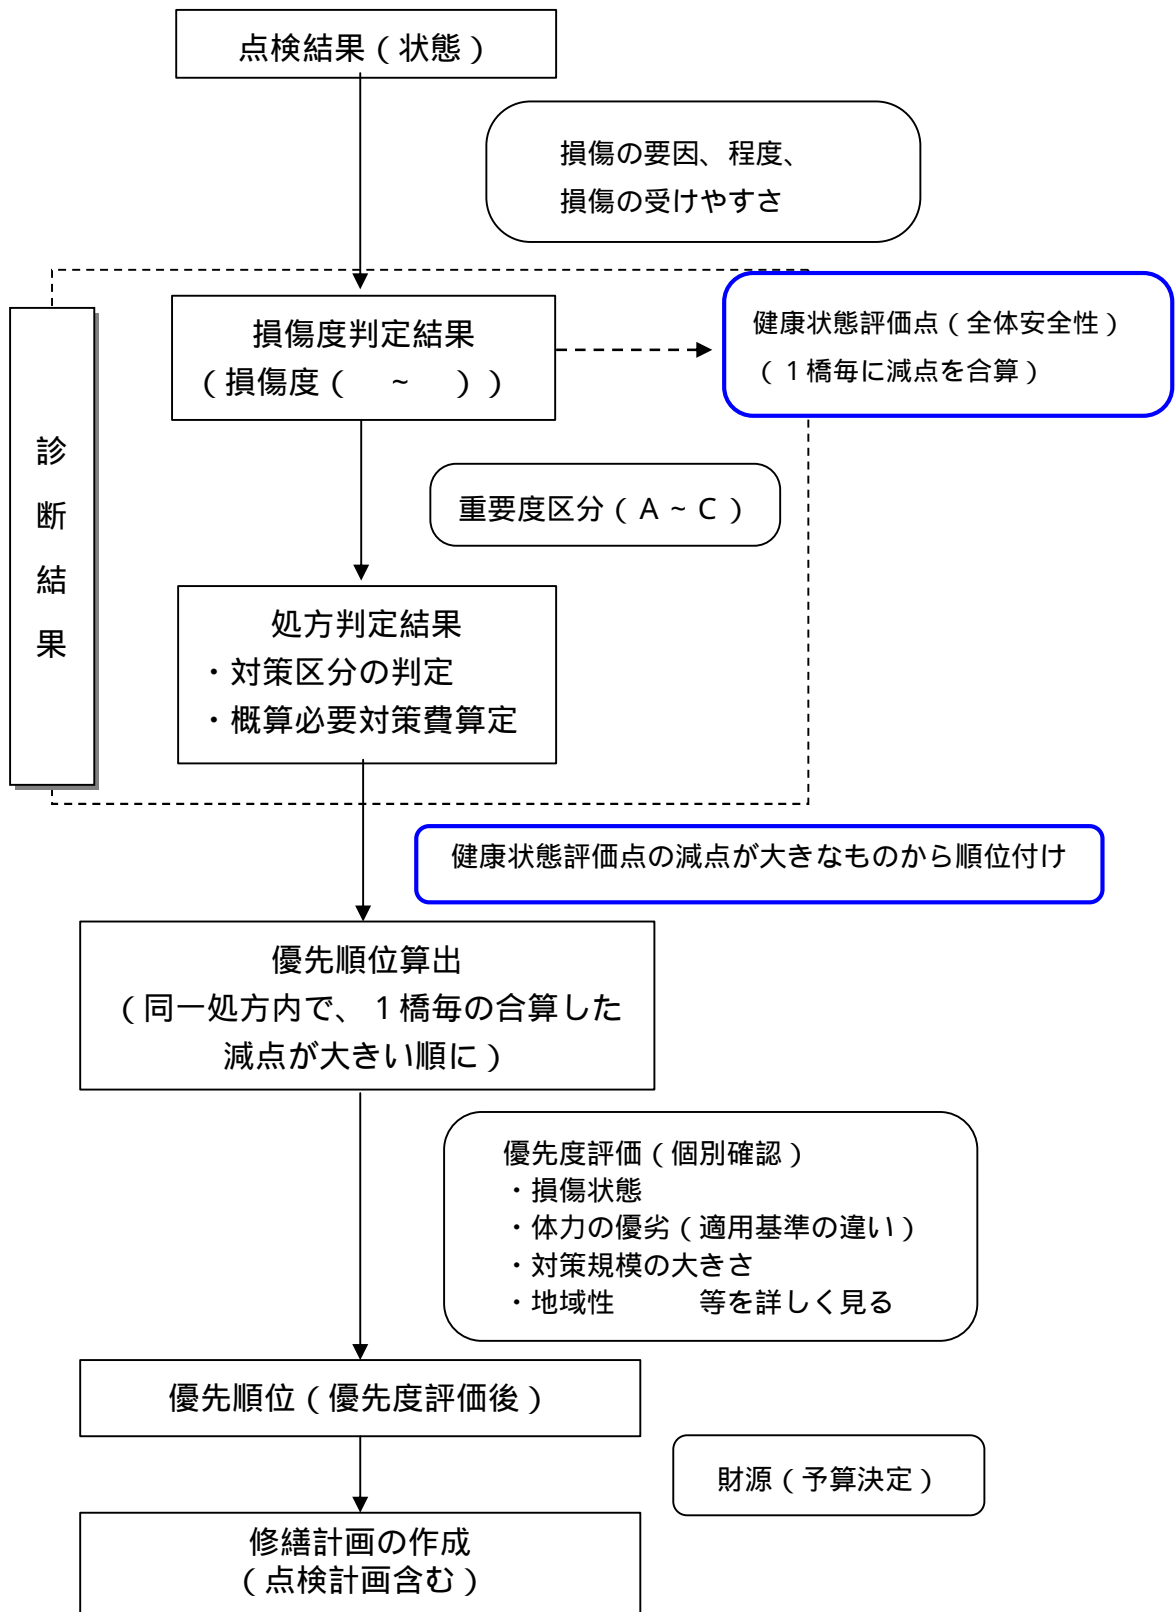 点検結果（状態）
損傷の要因、程度、
損傷の受けやすさ
診断結果
損傷度判定結果
（損傷度（　～　））
健康状態評価点（全体安全性）
（１橋毎に減点を合算）
重要度区分（Ａ～Ｃ）
処方判定結果
・対策区分の判定
・概算必要対策費算定
健康状態評価点の減点が大きなものから順位付け
優先順位算出
（同一処方内で、１橋毎の合算した
減点が大きい順に）
優先度評価（個別確認）
・損傷状態
・体力の優劣（適用基準の違い）
・対策規模の大きさ
・地域性　　　等を詳しく見る
優先順位（優先度評価後）
財源（予算決定）
修繕計画の作成
（点検計画含む）